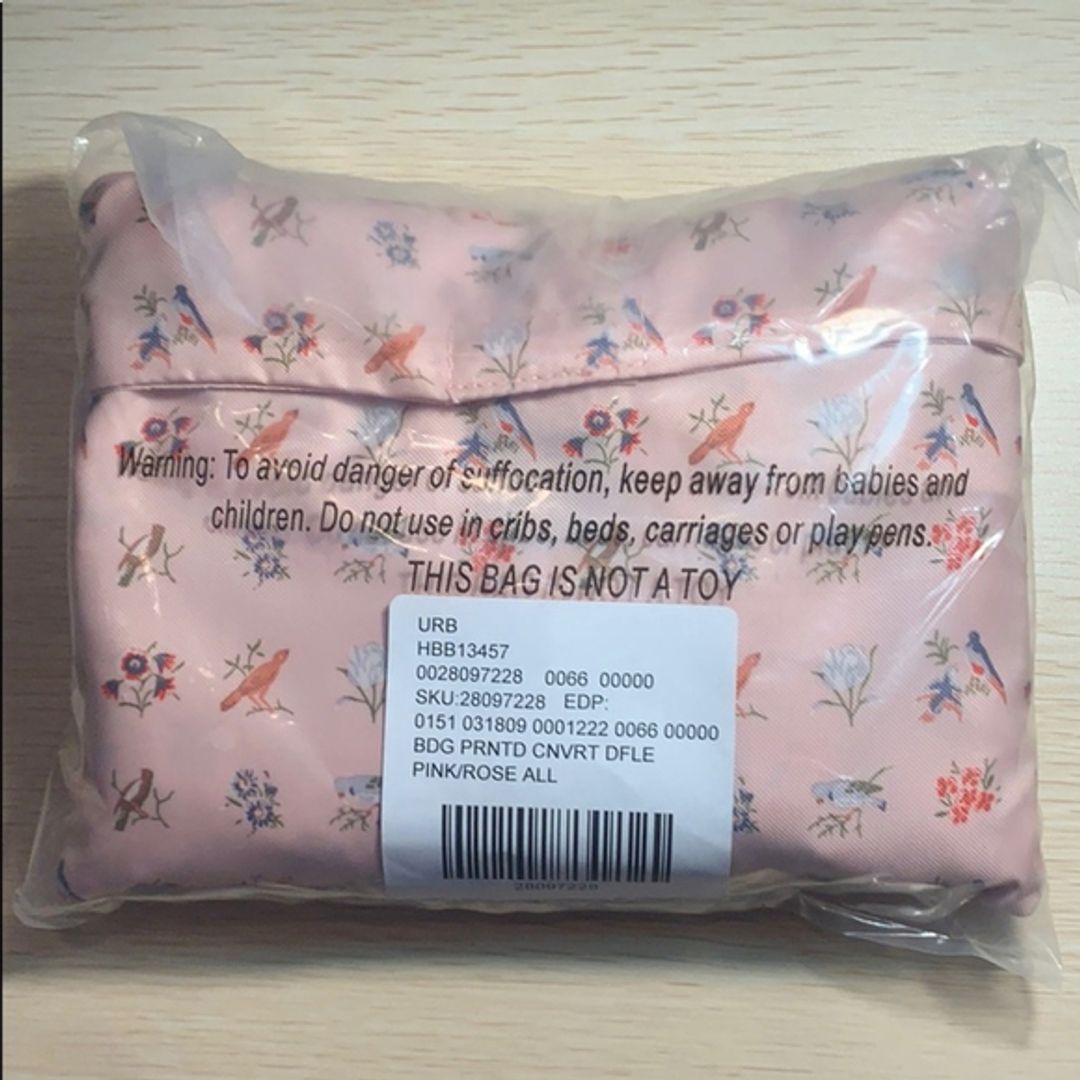 Warning: To avoid danger of suffocation, keep away from babies and
children. Do not use in cribs, beds, carriages or play pens.
THIS BAG IS NOT A TOY
URB
HBB13457
0028097228 0066 00000
SKU:28097228 EDP:
0151 031809 0001222 0066 00000
BDG PRNTD CNVRT DFLE
PINK/ROSE ALL
28097228